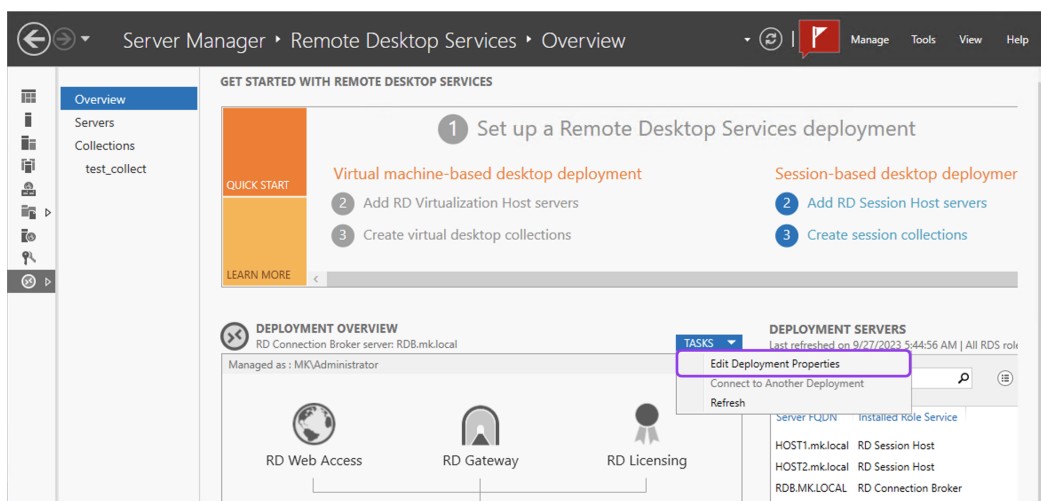 Server Manager ‣ Remote Desktop Services ‣ Overview
Manage Tools View Help
Overview
Servers
Collections
test_collect
GET STARTED WITH REMOTE DESKTOP SERVICES
QUICK START
LEARN MORE
1 Set up a Remote Desktop Services deployment
Virtual machine-based desktop deployment
2 Add RD Virtualization Host servers
3 Create virtual desktop collections
Session-based desktop deploymen
2 Add RD Session Host servers
3 Create session collections
DEPLOYMENT OVERVIEW
RD Connection Broker server: RDB.mk.local
TASKS
Managed as : MK\Administrator
Edit Deployment Properties
Connect to Another Deployment
Refresh
RD Web Access
RD Gateway
RD Licensing
DEPLOYMENT SERVERS
Last refreshed on 9/27/2023 5:44:56 AM | All RDS role
Server FQDN Installed Role Service
HOST1.mk.local RD Session Host
HOST2.mk.local RD Session Host
RDB.MK.LOCAL RD Connection Broker